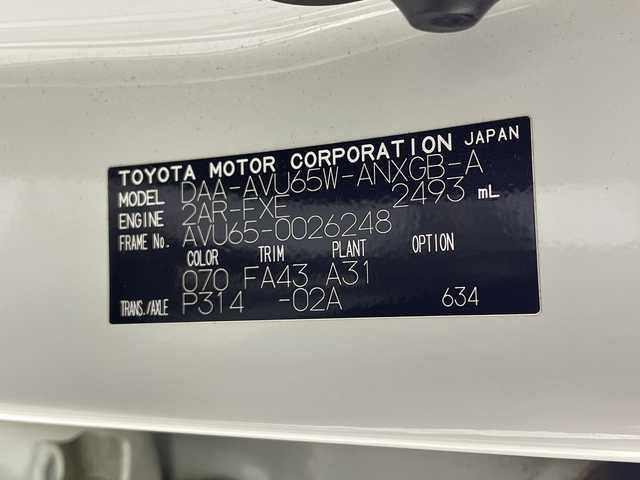 TOYOTA MOTOR CORPORATION JAPAN
MODEL DAA-AVU65W-ANXGB-A
ENGINE 2AR-FXE 2493 mL
FRAME No. AVU65-0026248
COLOR TRIM PLANT OPTION
070 FA43 A31
TRANS./AXLE P314 -02A 634